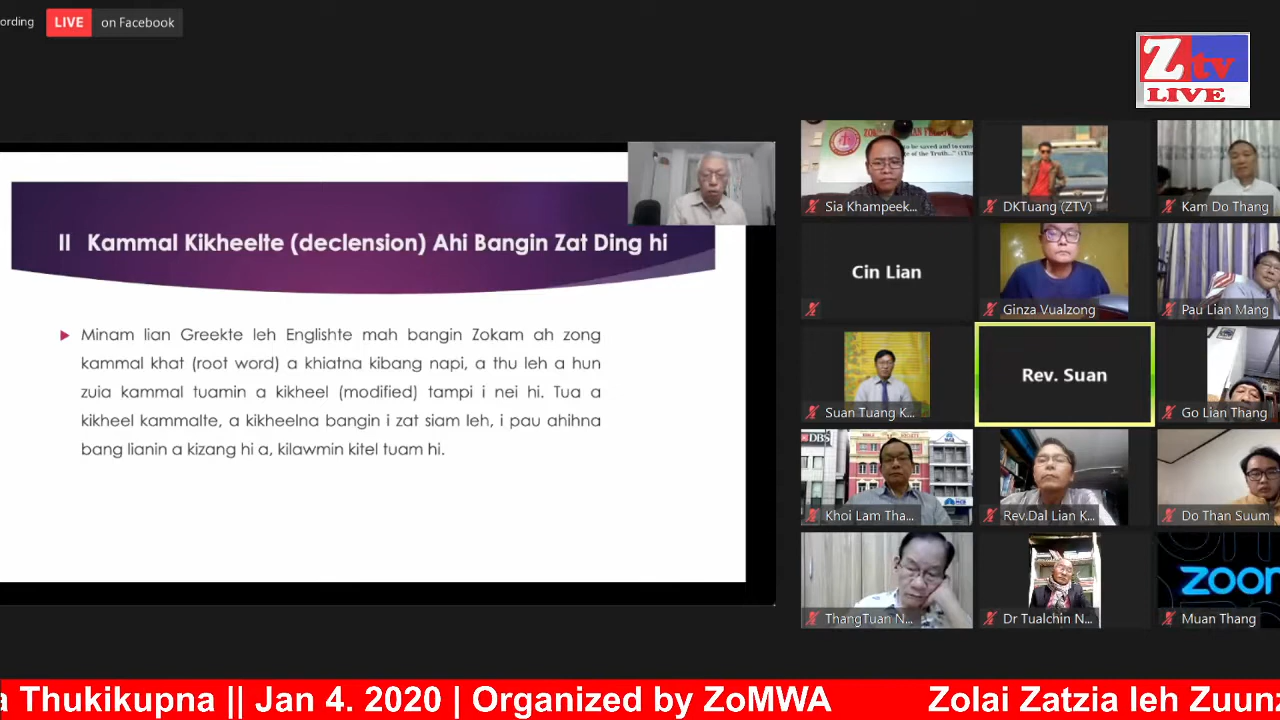 ording LIVE on Facebook
Z tv
LIVE
II Kammal Kikheelte (declension) Ahi Bangin Zat Ding hi
Minam lian Greekte leh Englishte mah bangin Zokam ah zong
kammal khat (root word) a khiatna kibang napi, a thu leh a hun
zuia kammal tuamin a kikheel (modified) tampi i nei hi. Tua a
kikheel kammalte, a kikheelna bangin i zat siam leh, i pau ahihna
bang lianin a kizang hi a, kilawmin kitel tuam hi.
Sia Khampeek...
DKTuang (ZTV)
Kam Do Thang
Cin Lian
Ginza Vualzong
Pau Lian Mang
Suan Tuang K...
Rev. Suan
Go Lian Thang
DBS
Khoi Lam Tha...
Rev.Dal Lian K...
Do Than Suum
ThangTuan N...
Dr Tualchin N...
zoom
Muan Thang
a Thukikupna || Jan 4. 2020 | Organized by ZoMWA Zolai Zatzia leh Zuunz